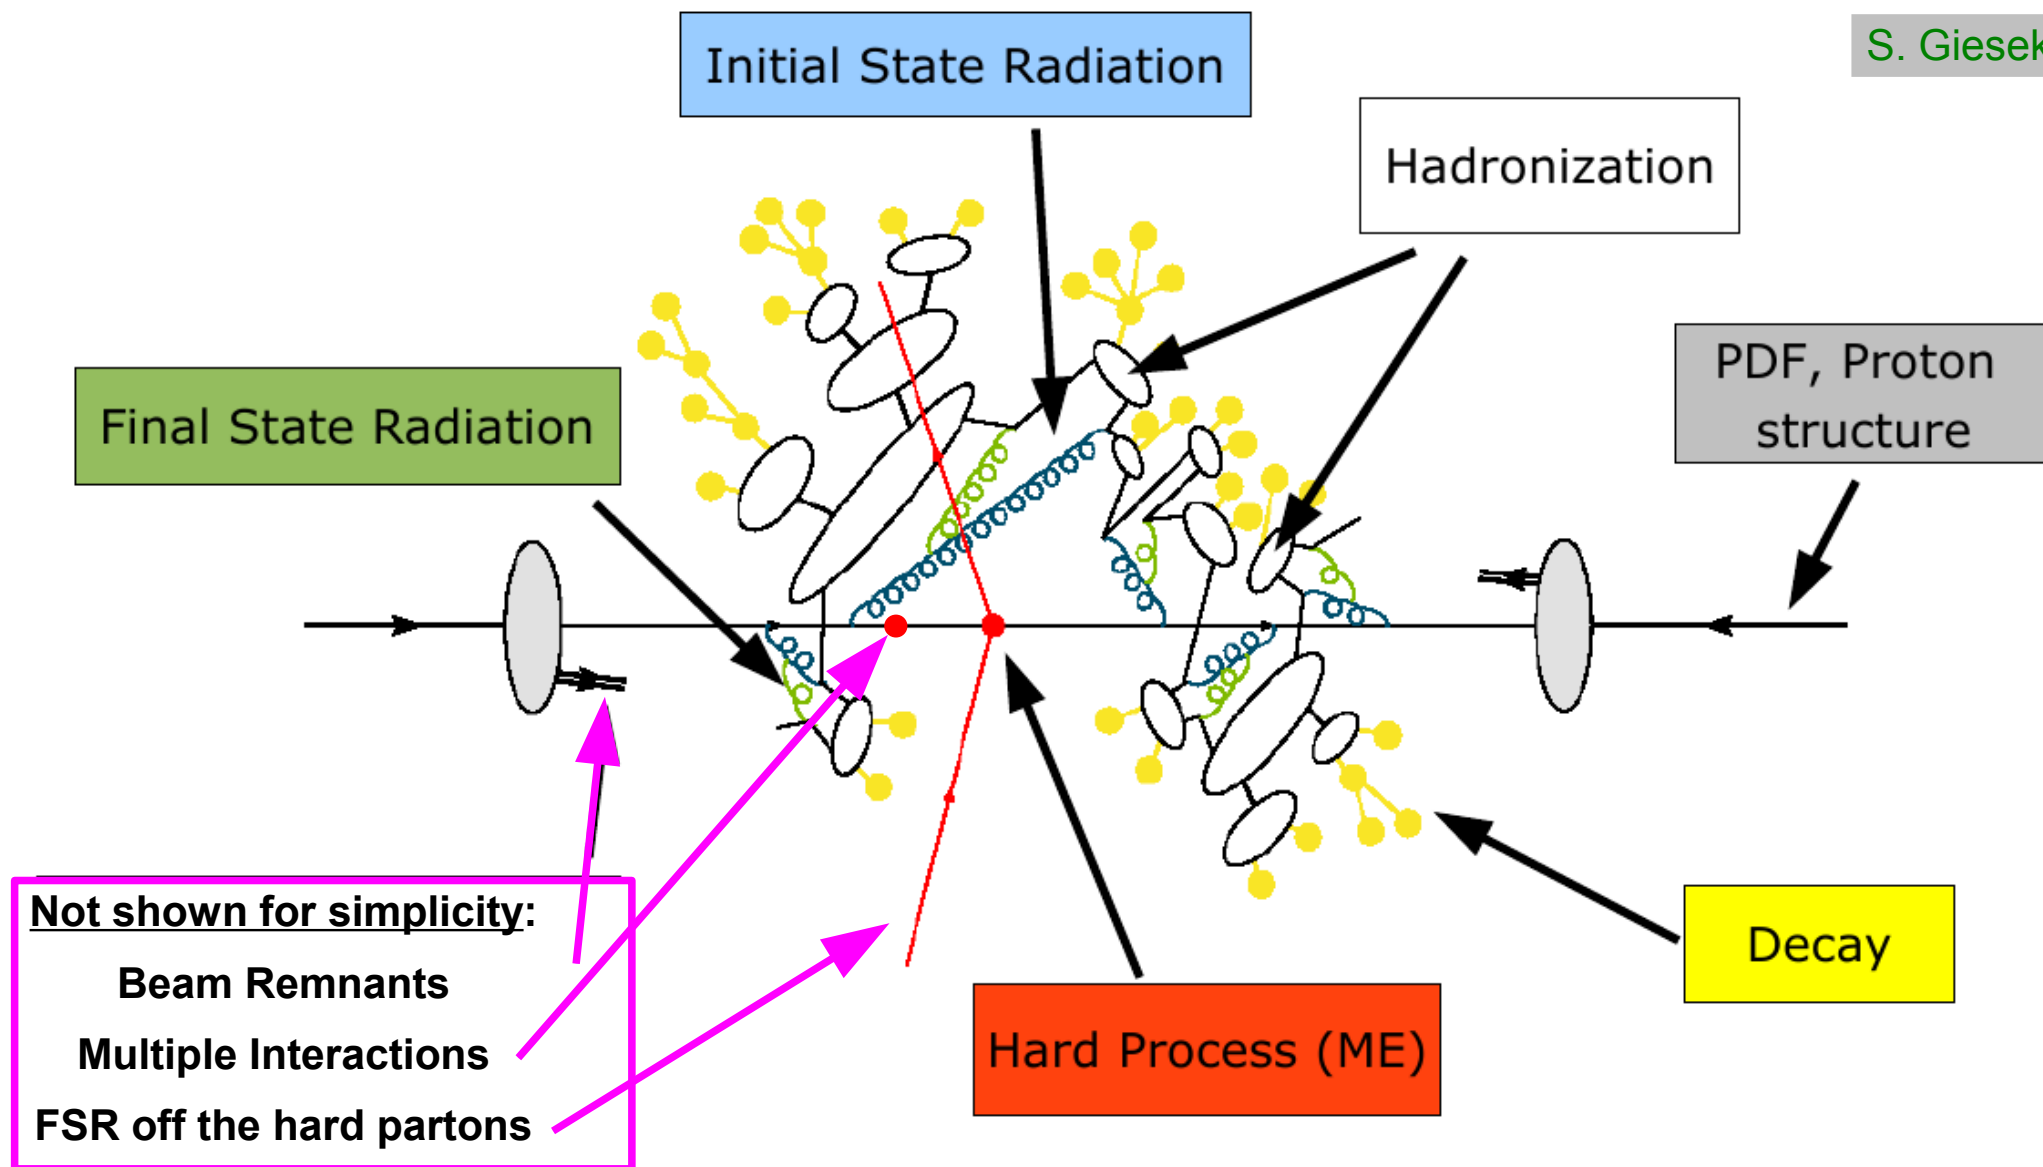 Initial State Radiation
S. Giesek
Hadronization
PDF, Proton
structure
Final State Radiation
Not shown for simplicity:
Beam Remnants
Multiple Interactions
FSR off the hard partons
Hard Process (ME)
Decay